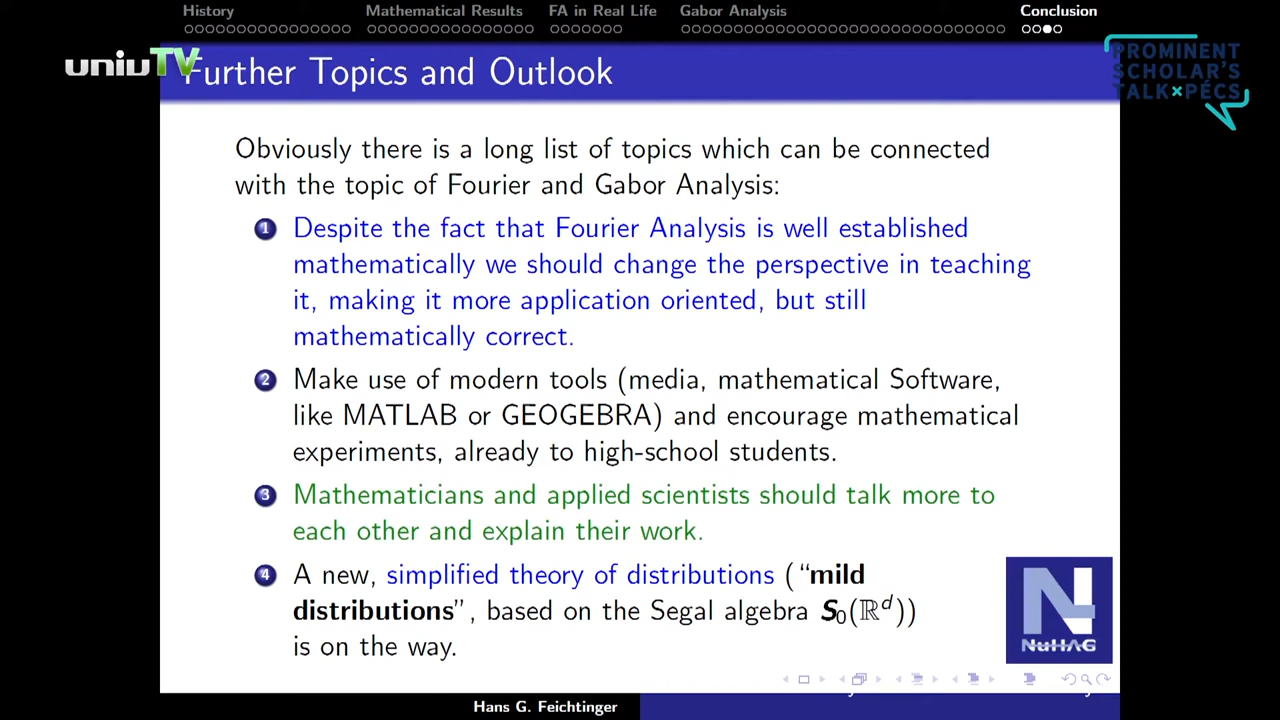 History Mathematical Results FA in Real Life Gabor Analysis Conclusion
uniuTV
PROMINENT
SCHOLAR'S
TALK×PÉCS
Further Topics and Outlook
Obviously there is a long list of topics which can be connected
with the topic of Fourier and Gabor Analysis:
1 Despite the fact that Fourier Analysis is well established
mathematically we should change the perspective in teaching
it, making it more application oriented, but still
mathematically correct.
2 Make use of modern tools (media, mathematical Software,
like MATLAB or GEOGEBRA) and encourage mathematical
experiments, already to high-school students.
3 Mathematicians and applied scientists should talk more to
each other and explain their work.
4 A new, simplified theory of distributions ("mild
distributions", based on the Segal algebra S₀(ℝᵈ))
is on the way.
N
NuHAG
Hans G. Feichtinger